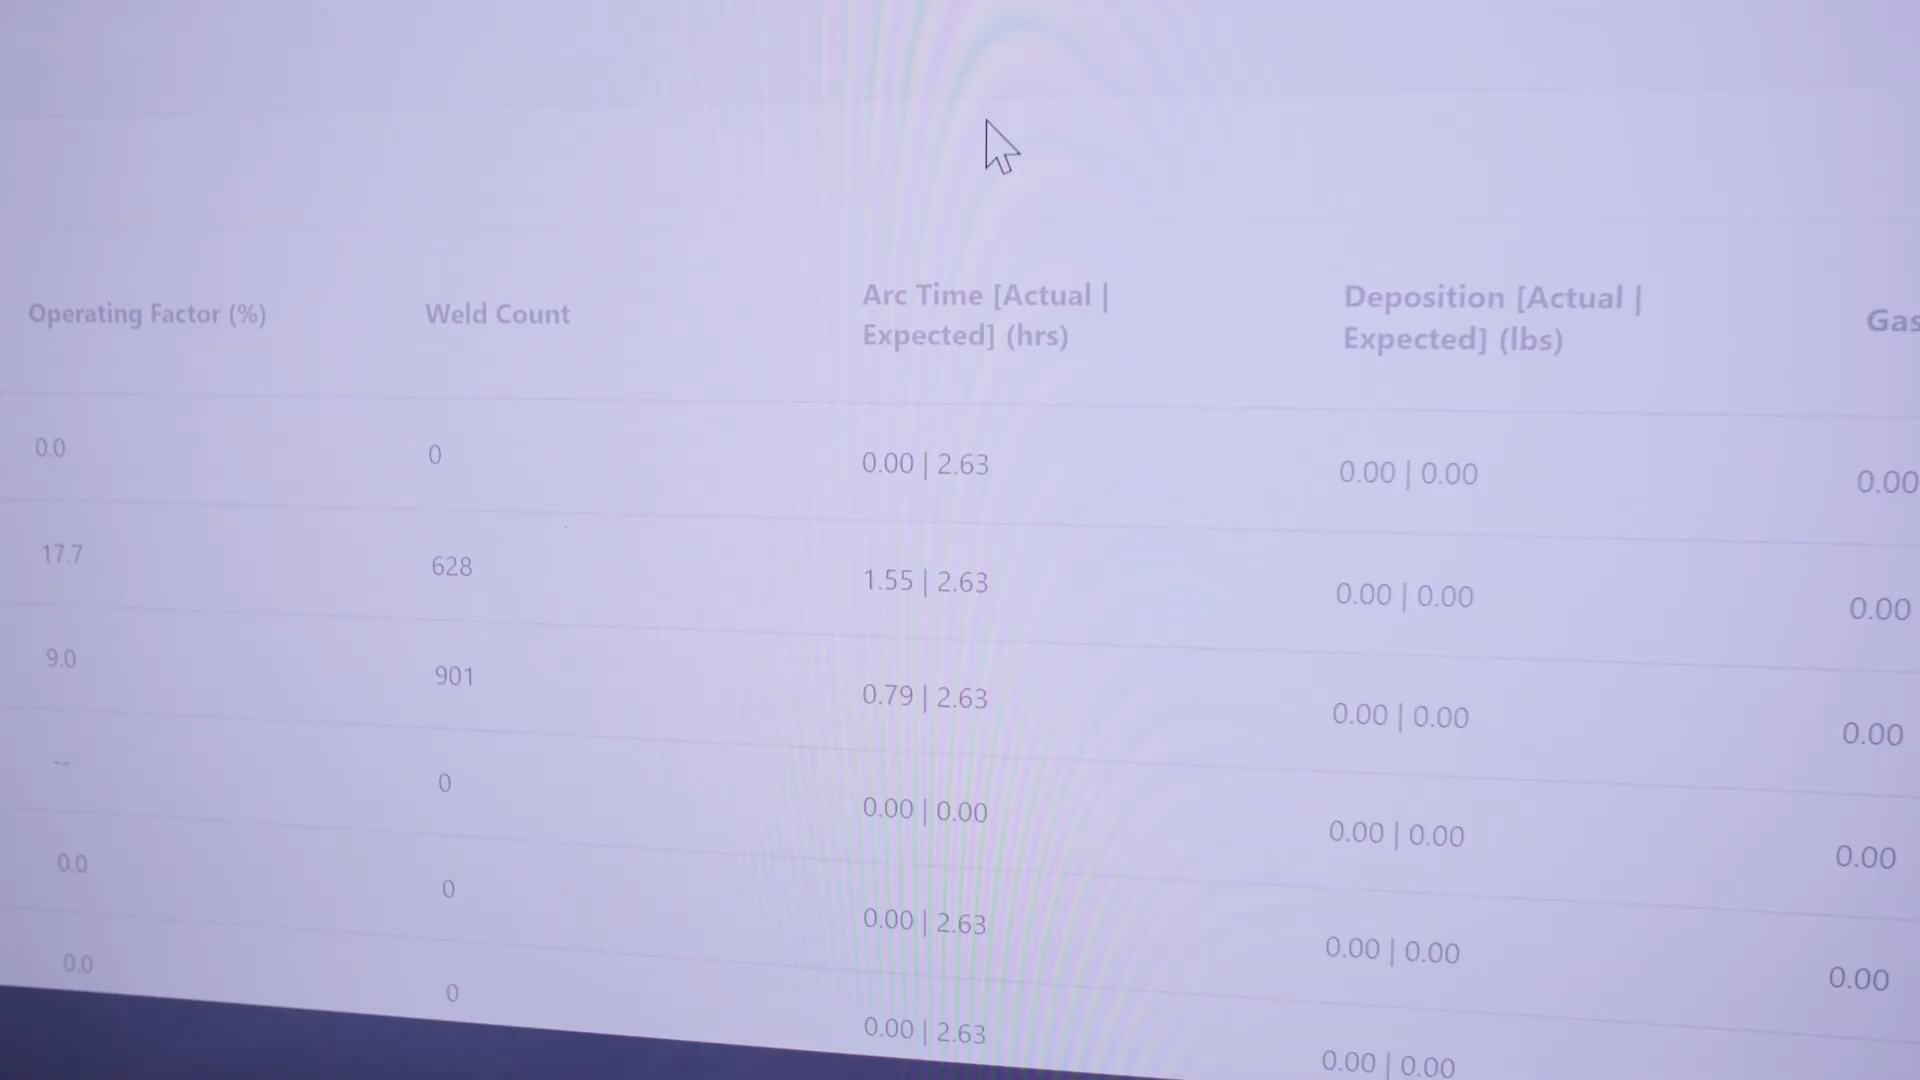 Operating Factor (%) Weld Count Arc Time [Actual | Expected] (hrs) Deposition [Actual | Expected] (lbs) Gas
0.0 0 0.00 | 2.63 0.00 | 0.00 0.00
17.7 628 1.55 | 2.63 0.00 | 0.00 0.00
9.0 901 0.79 | 2.63 0.00 | 0.00 0.00
-- 0 0.00 | 0.00 0.00 | 0.00 0.00
0.0 0 0.00 | 2.63 0.00 | 0.00 0.00
0.0 0 0.00 | 2.63 0.00 | 0.00